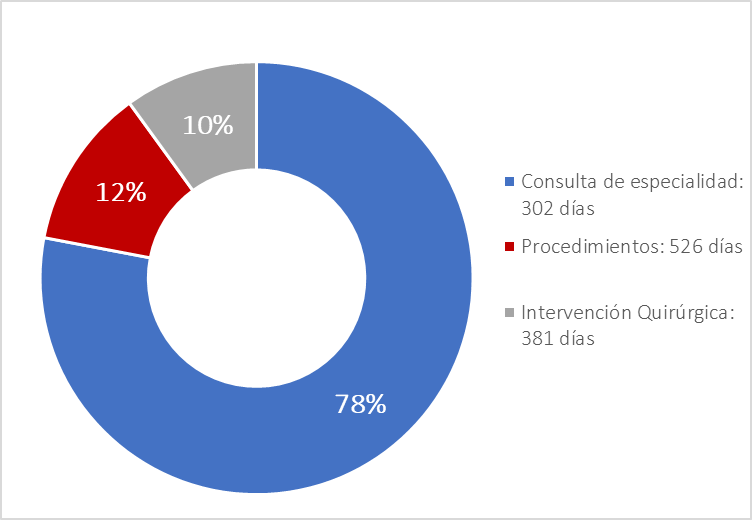 10%
12%
78%
Consulta de especialidad:
302 días
Procedimientos: 526 días
Intervención Quirúrgica:
381 días